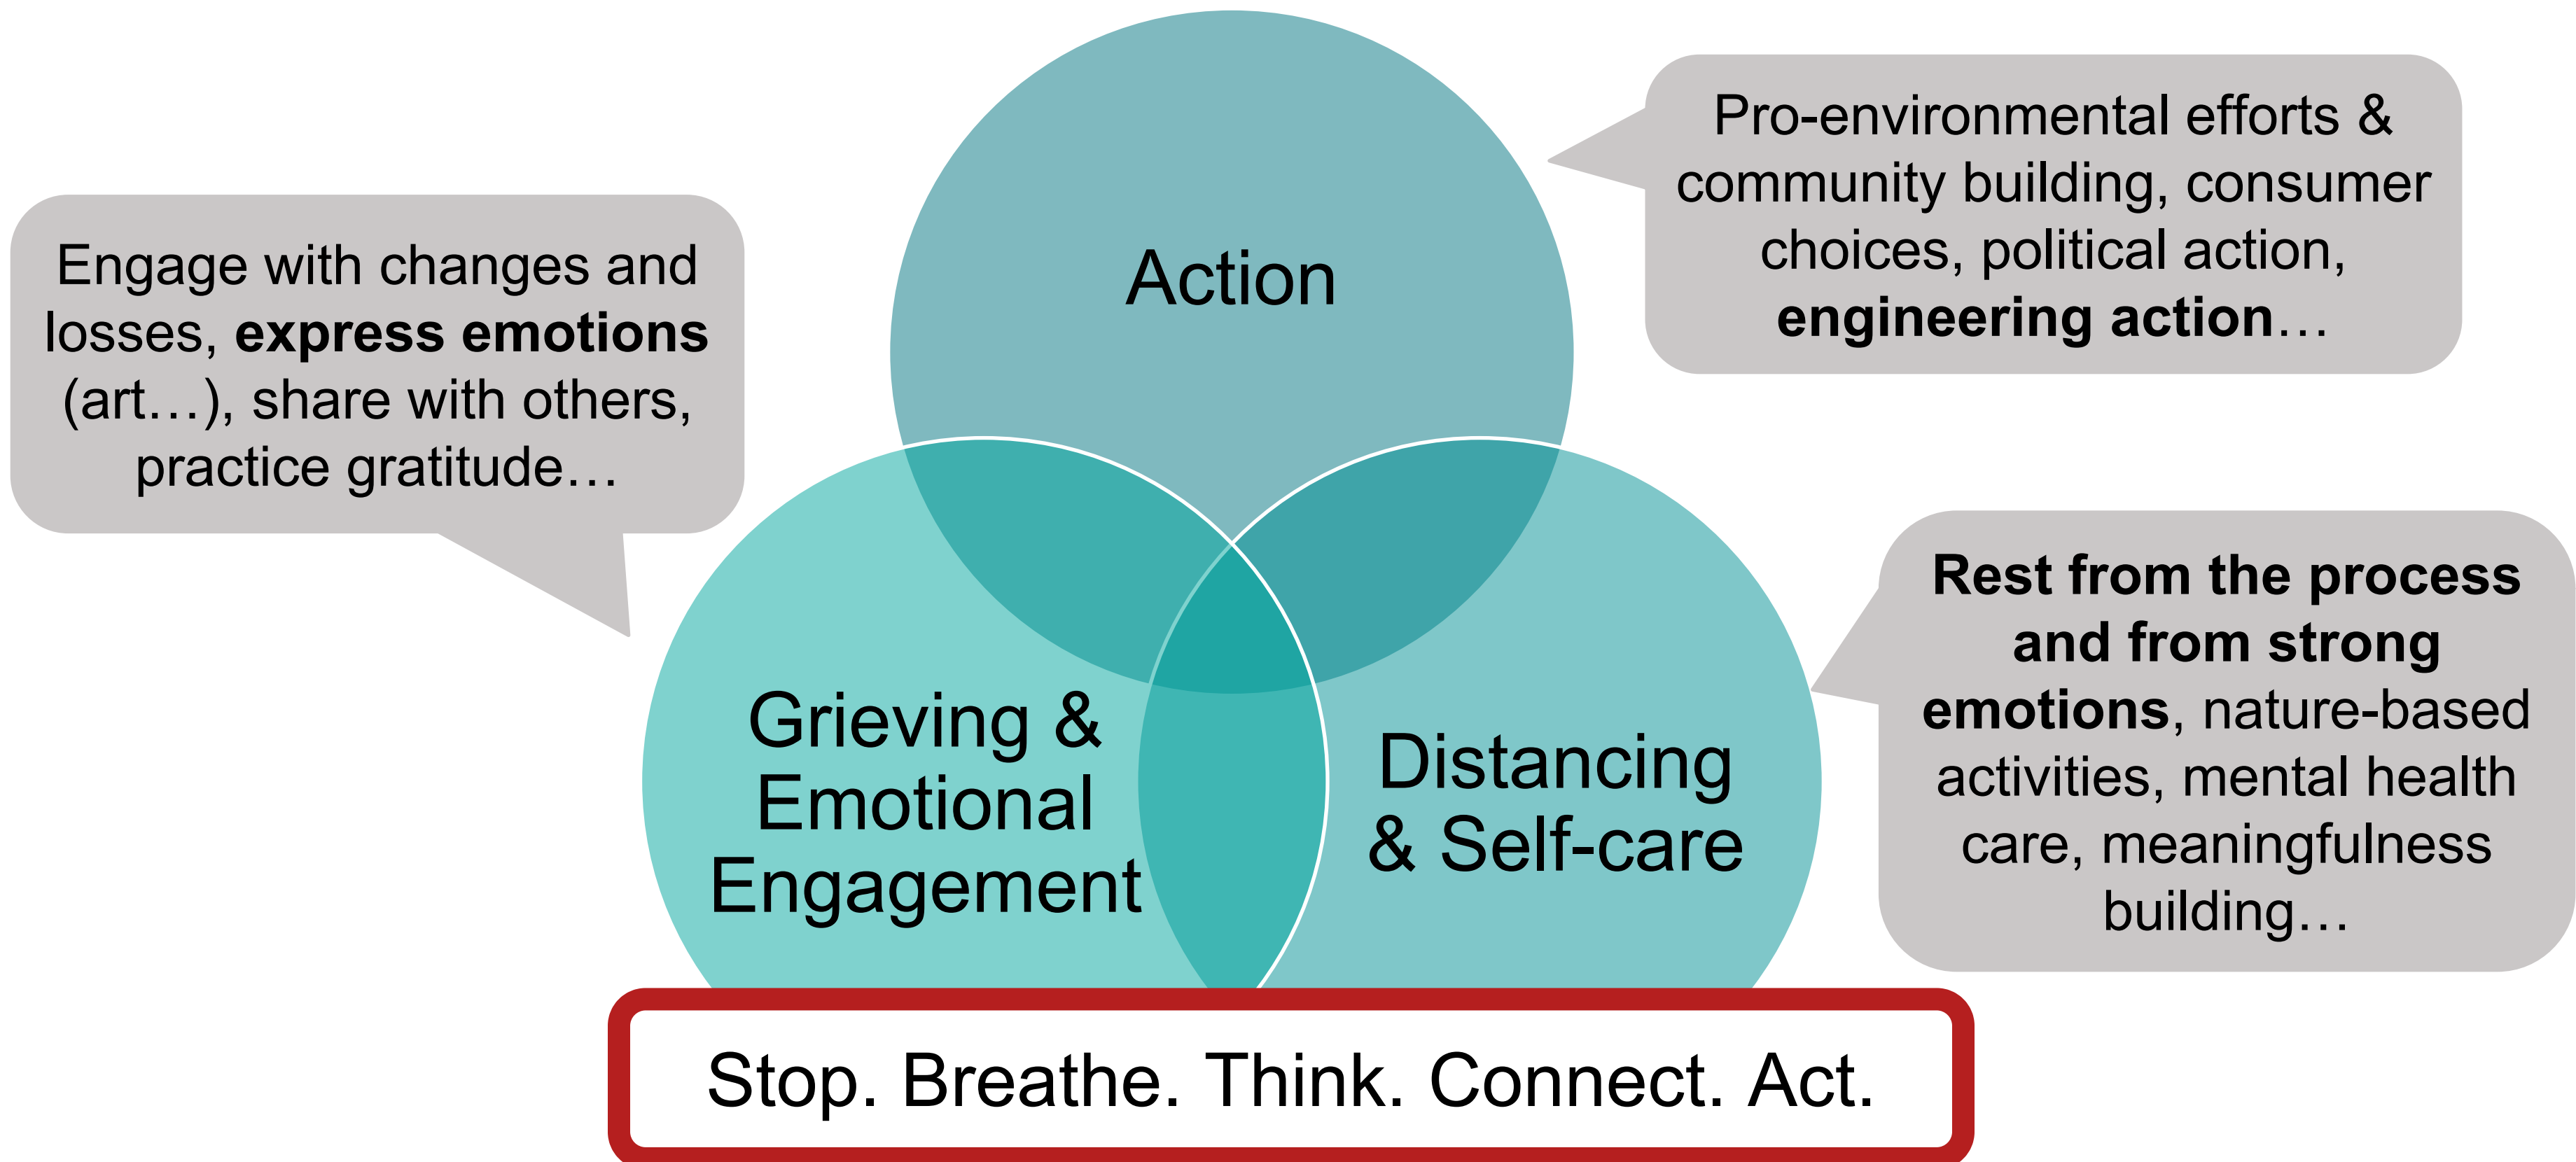 Action
Pro-environmental efforts &
community building, consumer
choices, political action,
engineering action…
Engage with changes and
losses, express emotions
(art…), share with others,
practice gratitude…
Grieving &
Emotional
Engagement
Distancing
& Self-care
Rest from the process
and from strong
emotions, nature-based
activities, mental health
care, meaningfulness
building…
Stop. Breathe. Think. Connect. Act.